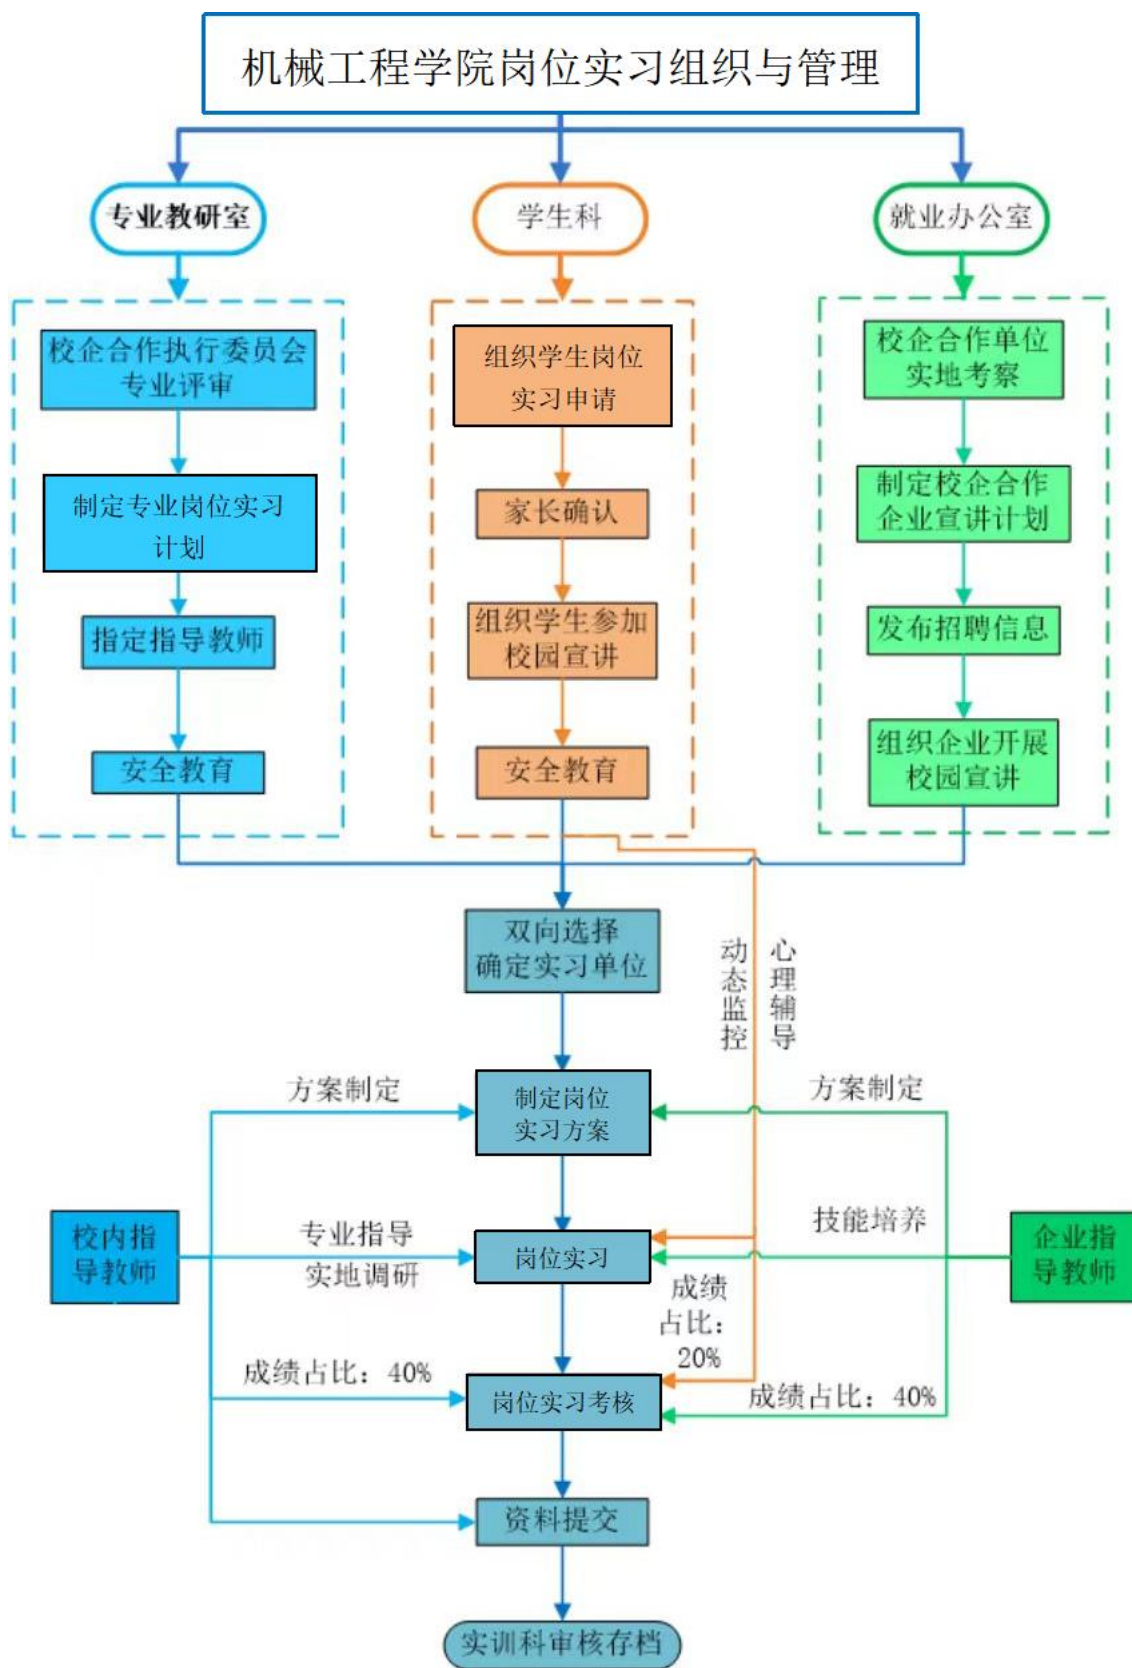 机械工程学院岗位实习组织与管理
专业教研室
学生科
就业办公室
校企合作执行委员会
专业评审
制定专业岗位实习
计划
指定指导教师
安全教育
组织学生岗位
实习申请
家长确认
组织学生参加
校园宣讲
安全教育
校企合作单位
实地考察
制定校企合作
企业宣讲计划
发布招聘信息
组织企业开展
校园宣讲
双向选择
确定实习单位
动态监控
心理辅导
方案制定
制定岗位
实习方案
方案制定
校内指
导教师
专业指导
实地调研
岗位实习
技能培养
企业指
导教师
成绩
占比：
20%
成绩占比：40%
岗位实习考核
成绩占比：40%
资料提交
实训科审核存档